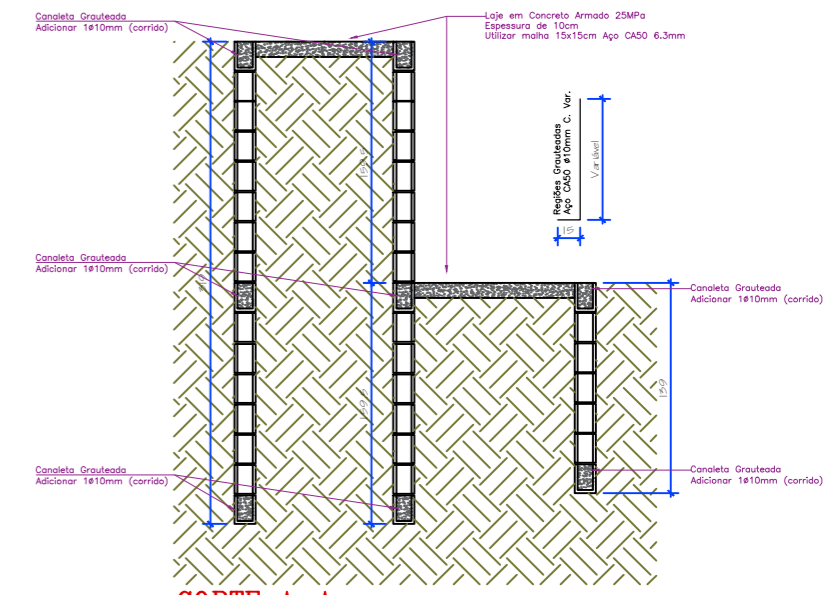 Canaleta Grauteada
Adicionar 1ø10mm (corrido)
Laje em Concreto Armado 25MPa
Espessura de 10cm
Utilizar malha 15x15cm Aço CA50 6.3mm
Regiões Grauteadas
Aço CA50 ø10mm C. Var.
Variável
15
Canaleta Grauteada
Adicionar 1ø10mm (corrido)
Canaleta Grauteada
Adicionar 1ø10mm (corrido)
139
Canaleta Grauteada
Adicionar 1ø10mm (corrido)
Canaleta Grauteada
Adicionar 1ø10mm (corrido)